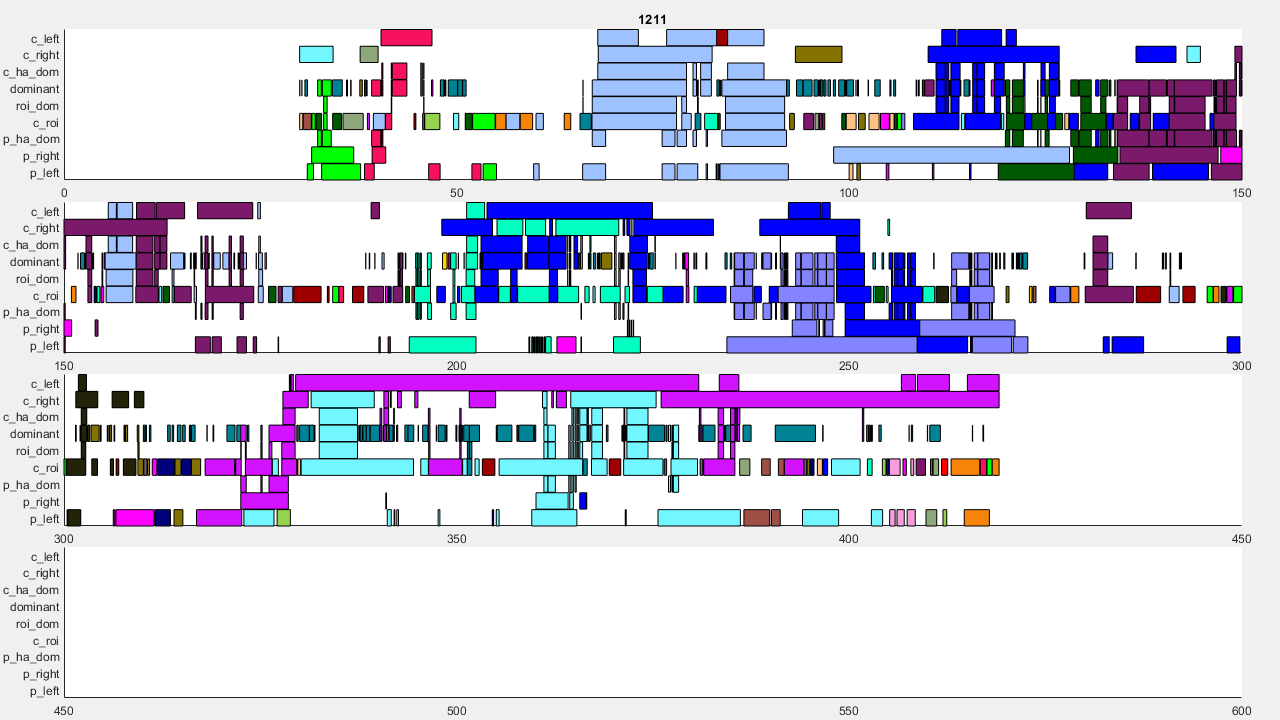 1211
c_left
c_right
c_ha_dom
dominant
roi_dom
c_roi
p_ha_dom
p_right
p_left
0 50 100 150
c_left
c_right
c_ha_dom
dominant
roi_dom
c_roi
p_ha_dom
p_right
p_left
150 200 250 300
c_left
c_right
c_ha_dom
dominant
roi_dom
c_roi
p_ha_dom
p_right
p_left
300 350 400 450
c_left
c_right
c_ha_dom
dominant
roi_dom
c_roi
p_ha_dom
p_right
p_left
450 500 550 600